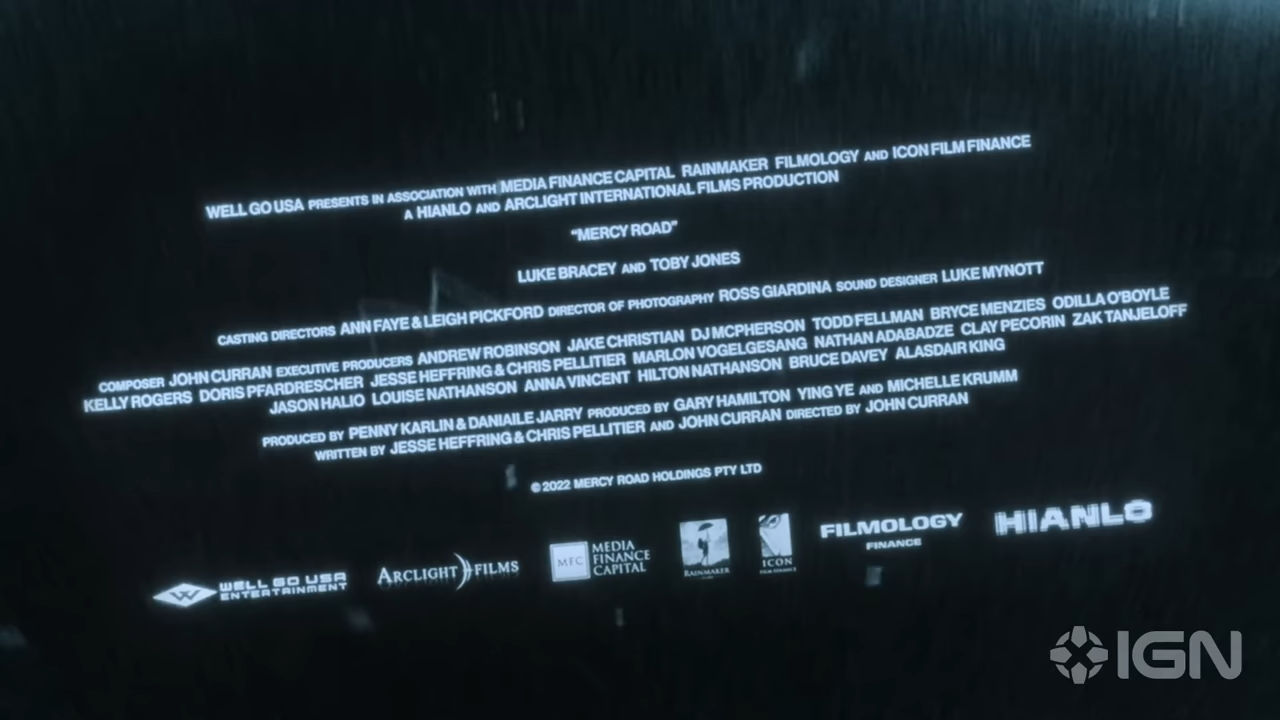 WELL GO USA PRESENTS IN ASSOCIATION WITH MEDIA FINANCE CAPITAL RAINMAKER FILMOLOGY AND ICON FILM FINANCE
A HIANLO AND ARCLIGHT INTERNATIONAL FILMS PRODUCTION
"MERCY ROAD"
LUKE BRACEY AND TOBY JONES
CASTING DIRECTORS ANN FAYE & LEIGH PICKFORD DIRECTOR OF PHOTOGRAPHY ROSS GIARDINA SOUND DESIGNER LUKE MYNOTT
COMPOSER JOHN CURRAN EXECUTIVE PRODUCERS ANDREW ROBINSON JAKE CHRISTIAN DJ MCPHERSON TODD FELLMAN BRYCE MENZIES ODILLA O'BOYLE
KELLY ROGERS DORIS PFARDRESCHER JESSE HEFFRING & CHRIS PELLITIER MARLON VOGELGESANG NATHAN ADABADZE CLAY PECORIN ZAK TANJELOFF
JASON HALIO LOUISE NATHANSON ANNA VINCENT HILTON NATHANSON BRUCE DAVEY ALASDAIR KING
PRODUCED BY PENNY KARLIN & DANIAILE JARRY PRODUCED BY GARY HAMILTON YING YE AND MICHELLE KRUMM
WRITTEN BY JESSE HEFFRING & CHRIS PELLITIER AND JOHN CURRAN DIRECTED BY JOHN CURRAN
© 2022 MERCY ROAD HOLDINGS PTY LTD
WELL GO USA
ENTERTAINMENT
ARCLIGHT FILMS
MFC
MEDIA
FINANCE
CAPITAL
RAINMAKER
ICON
FILM FINANCE
FILMOLOGY
FINANCE
HIANLO
IGN